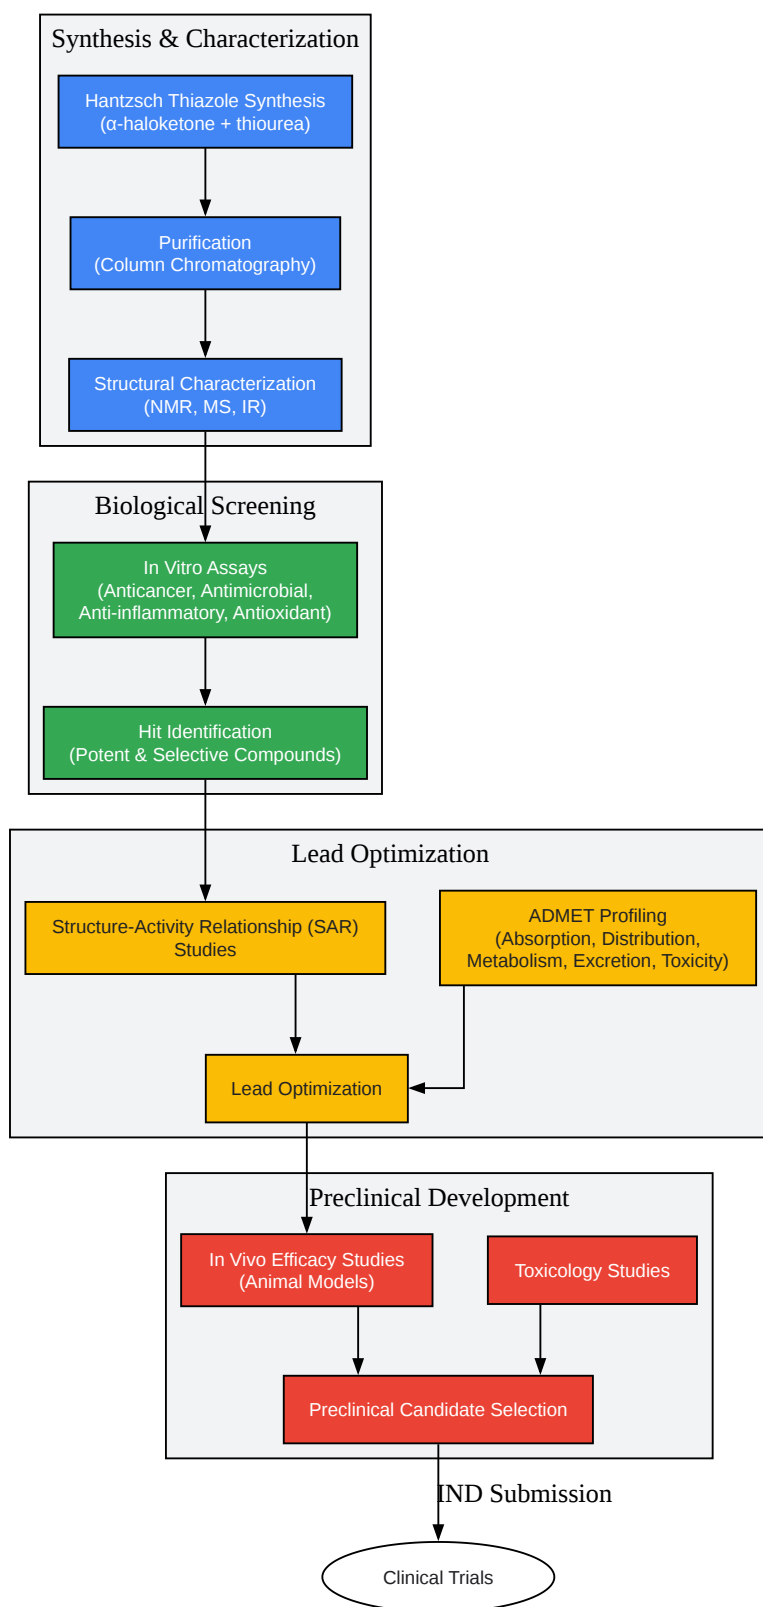 Synthesis & Characterization
Hantzsch Thiazole Synthesis
(α-haloketone + thiourea)
Purification
(Column Chromatography)
Structural Characterization
(NMR, MS, IR)
Biological Screening
In Vitro Assays
(Anticancer, Antimicrobial,
Anti-inflammatory, Antioxidant)
Hit Identification
(Potent & Selective Compounds)
Lead Optimization
Structure-Activity Relationship (SAR)
Studies
ADMET Profiling
(Absorption, Distribution,
Metabolism, Excretion, Toxicity)
Lead Optimization
Preclinical Development
In Vivo Efficacy Studies
(Animal Models)
Toxicology Studies
Preclinical Candidate Selection
IND Submission
Clinical Trials